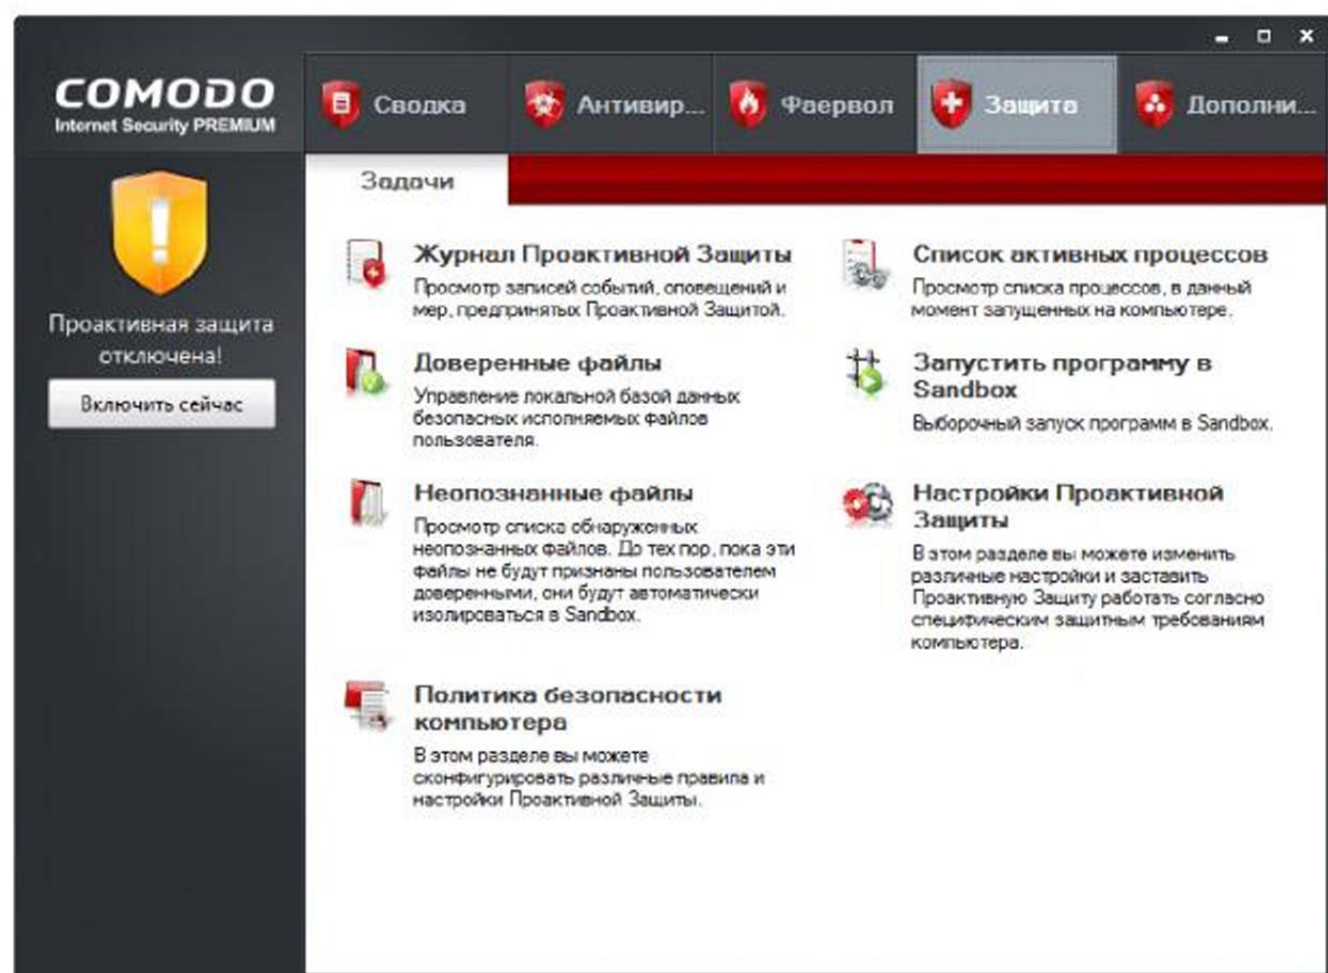 COMODO
Internet Security PREMIUM
Сводка
Антивир...
Фаервол
Защита
Дополни...
Проактивная защита
отключена!
Включить сейчас
Задачи
Журнал Проактивной Защиты
Просмотр записей событий, оповещений и
мер, предпринятых Проактивной Защитой.
Доверенные файлы
Управление локальной базой данных
безопасных исполняемых файлов
пользователя.
Неопознанные файлы
Просмотр списка обнаруженных
неопознанных файлов. До тех пор, пока эти
файлы не будут признаны пользователем
доверенными, они будут автоматически
изолироваться в Sandbox.
Политика безопасности
компьютера
В этом разделе вы можете
сконфигурировать различные правила и
настройки Проактивной Защиты.
Список активных процессов
Просмотр списка процессов, в данный
момент запущенных на компьютере.
Запустить программу в
Sandbox
Выборочный запуск программ в Sandbox.
Настройки Проактивной
Защиты
В этом разделе вы можете изменить
различные настройки и заставить
Проактивную Защиту работать согласно
специфическим защитным требованиям
компьютера.